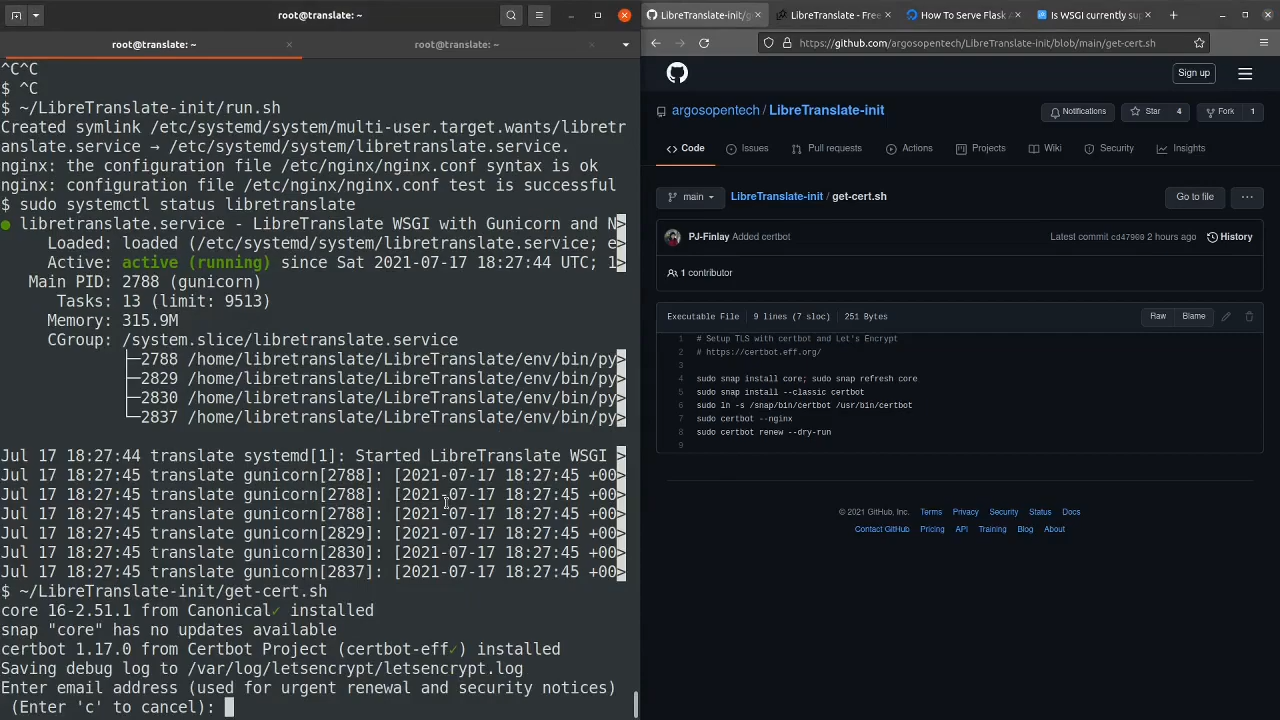 root@translate: ~
root@translate: ~
root@translate: ~
^C^C
$ ^C
$ ~/LibreTranslate-init/run.sh
Created symlink /etc/systemd/system/multi-user.target.wants/libretr
anslate.service → /etc/systemd/system/libretranslate.service.
nginx: the configuration file /etc/nginx/nginx.conf syntax is ok
nginx: configuration file /etc/nginx/nginx.conf test is successful
$ sudo systemctl status libretranslate
● libretranslate.service - LibreTranslate WSGI with Gunicorn and N>
Loaded: loaded (/etc/systemd/system/libretranslate.service; e>
Active: active (running) since Sat 2021-07-17 18:27:44 UTC; 1>
Main PID: 2788 (gunicorn)
Tasks: 13 (limit: 9513)
Memory: 315.9M
CGroup: /system.slice/libretranslate.service
├─2788 /home/libretranslate/LibreTranslate/env/bin/py>
├─2829 /home/libretranslate/LibreTranslate/env/bin/py>
├─2830 /home/libretranslate/LibreTranslate/env/bin/py>
└─2837 /home/libretranslate/LibreTranslate/env/bin/py>
Jul 17 18:27:44 translate systemd[1]: Started LibreTranslate WSGI >
Jul 17 18:27:45 translate gunicorn[2788]: [2021-07-17 18:27:45 +00>
Jul 17 18:27:45 translate gunicorn[2788]: [2021-07-17 18:27:45 +00>
Jul 17 18:27:45 translate gunicorn[2788]: [2021-07-17 18:27:45 +00>
Jul 17 18:27:45 translate gunicorn[2829]: [2021-07-17 18:27:45 +00>
Jul 17 18:27:45 translate gunicorn[2830]: [2021-07-17 18:27:45 +00>
Jul 17 18:27:45 translate gunicorn[2837]: [2021-07-17 18:27:45 +00>
$ ~/LibreTranslate-init/get-cert.sh
core 16-2.51.1 from Canonical✓ installed
snap "core" has no updates available
certbot 1.17.0 from Certbot Project (certbot-eff✓) installed
Saving debug log to /var/log/letsencrypt/letsencrypt.log
Enter email address (used for urgent renewal and security notices)
(Enter 'c' to cancel):
LibreTranslate-init/g LibreTranslate - Free How To Serve Flask A Is WSGI currently sup
https://github.com/argosopentech/LibreTranslate-init/blob/main/get-cert.sh
Sign up
argosopentech / LibreTranslate-init Notifications Star 4 Fork 1
Code Issues Pull requests Actions Projects Wiki Security Insights
main LibreTranslate-init / get-cert.sh Go to file ...
PJ-Finlay Added certbot Latest commit cd47900 2 hours ago History
1 contributor
Executable File 9 lines (7 sloc) 251 Bytes Raw Blame
1 # Setup TLS with certbot and Let's Encrypt
2 # https://certbot.eff.org/
3
4 sudo snap install core; sudo snap refresh core
5 sudo snap install --classic certbot
6 sudo ln -s /snap/bin/certbot /usr/bin/certbot
7 sudo certbot --nginx
8 sudo certbot renew --dry-run
9
© 2021 GitHub, Inc. Terms Privacy Security Status Docs
Contact GitHub Pricing API Training Blog About